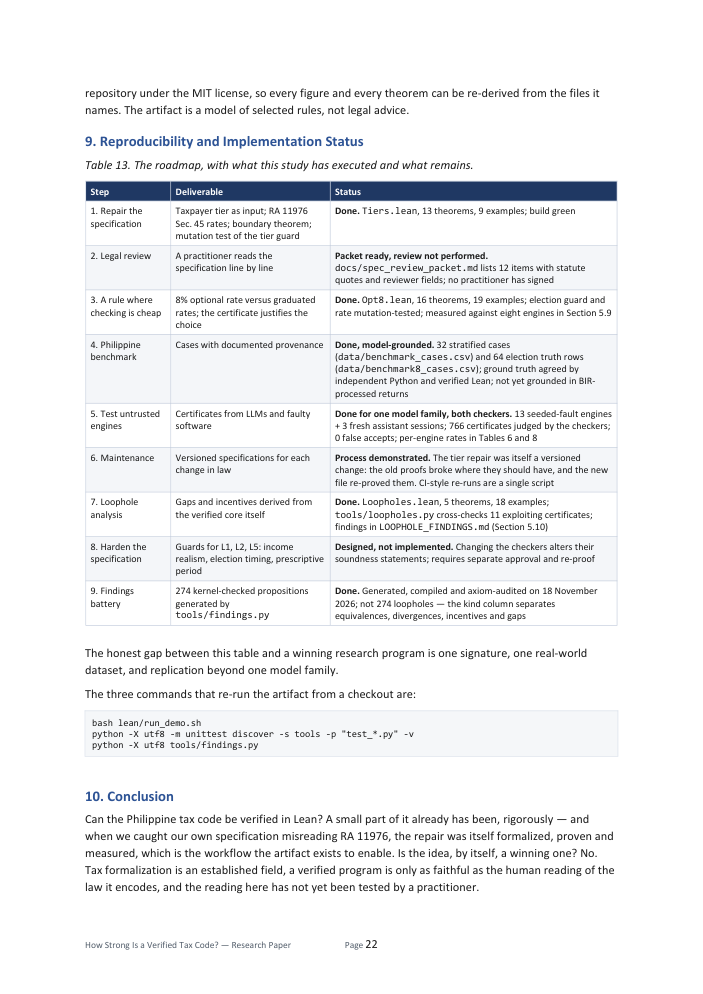 repository under the MIT license, so every figure and every theorem can be re-derived from the files it
names. The artifact is a model of selected rules, not legal advice.
9. Reproducibility and Implementation Status
Table 13. The roadmap, with what this study has executed and what remains.
Step Deliverable Status
1. Repair the
specification
Taxpayer tier as input; RA 11976
Sec. 45 rates; boundary theorem;
mutation test of the tier guard
Done. Tiers.lean, 13 theorems, 9 examples; build green
2. Legal review
A practitioner reads the
specification line by line
Packet ready, review not performed.
docs/spec_review_packet.md lists 12 items with statute
quotes and reviewer fields; no practitioner has signed
3. A rule where
checking is cheap
8% optional rate versus graduated
rates; the certificate justifies the
choice
Done. Opt8.lean, 16 theorems, 19 examples; election guard and
rate mutation-tested; measured against eight engines in Section 5.9
4. Philippine
benchmark
Cases with documented provenance
Done, model-grounded. 32 stratified cases
(data/benchmark_cases.csv) and 64 election truth rows
(data/benchmark8_cases.csv); ground truth agreed by
independent Python and verified Lean; not yet grounded in BIR-
processed returns
5. Test untrusted
engines
Certificates from LLMs and faulty
software
Done for one model family, both checkers. 13 seeded-fault engines
+ 3 fresh assistant sessions; 766 certificates judged by the checkers;
0 false accepts; per-engine rates in Tables 6 and 8
6. Maintenance
Versioned specifications for each
change in law
Process demonstrated. The tier repair was itself a versioned
change: the old proofs broke where they should have, and the new
file re-proved them. CI-style re-runs are a single script
7. Loophole
analysis
Gaps and incentives derived from
the verified core itself
Done. Loopholes.lean, 5 theorems, 18 examples;
tools/loopholes.py cross-checks 11 exploiting certificates;
findings in LOOPHOLE_FINDINGS.md (Section 5.10)
8. Harden the
specification
Guards for L1, L2, L5: income
realism, election timing, prescriptive
period
Designed, not implemented. Changing the checkers alters their
soundness statements; requires separate approval and re-proof
9. Findings
battery
274 kernel-checked propositions
generated by
tools/findings.py
Done. Generated, compiled and axiom-audited on 18 November
2026; not 274 loopholes — the kind column separates
equivalences, divergences, incentives and gaps
The honest gap between this table and a winning research program is one signature, one real-world
dataset, and replication beyond one model family.
The three commands that re-run the artifact from a checkout are:
bash lean/run_demo.sh
python -X utf8 -m unittest discover -s tools -p "test_*.py" -v
python -X utf8 tools/findings.py
10. Conclusion
Can the Philippine tax code be verified in Lean? A small part of it already has been, rigorously — and
when we caught our own specification misreading RA 11976, the repair was itself formalized, proven and
measured, which is the workflow the artifact exists to enable. Is the idea, by itself, a winning one? No.
Tax formalization is an established field, a verified program is only as faithful as the human reading of the
law it encodes, and the reading here has not yet been tested by a practitioner.
How Strong Is a Verified Tax Code? — Research Paper Page 22